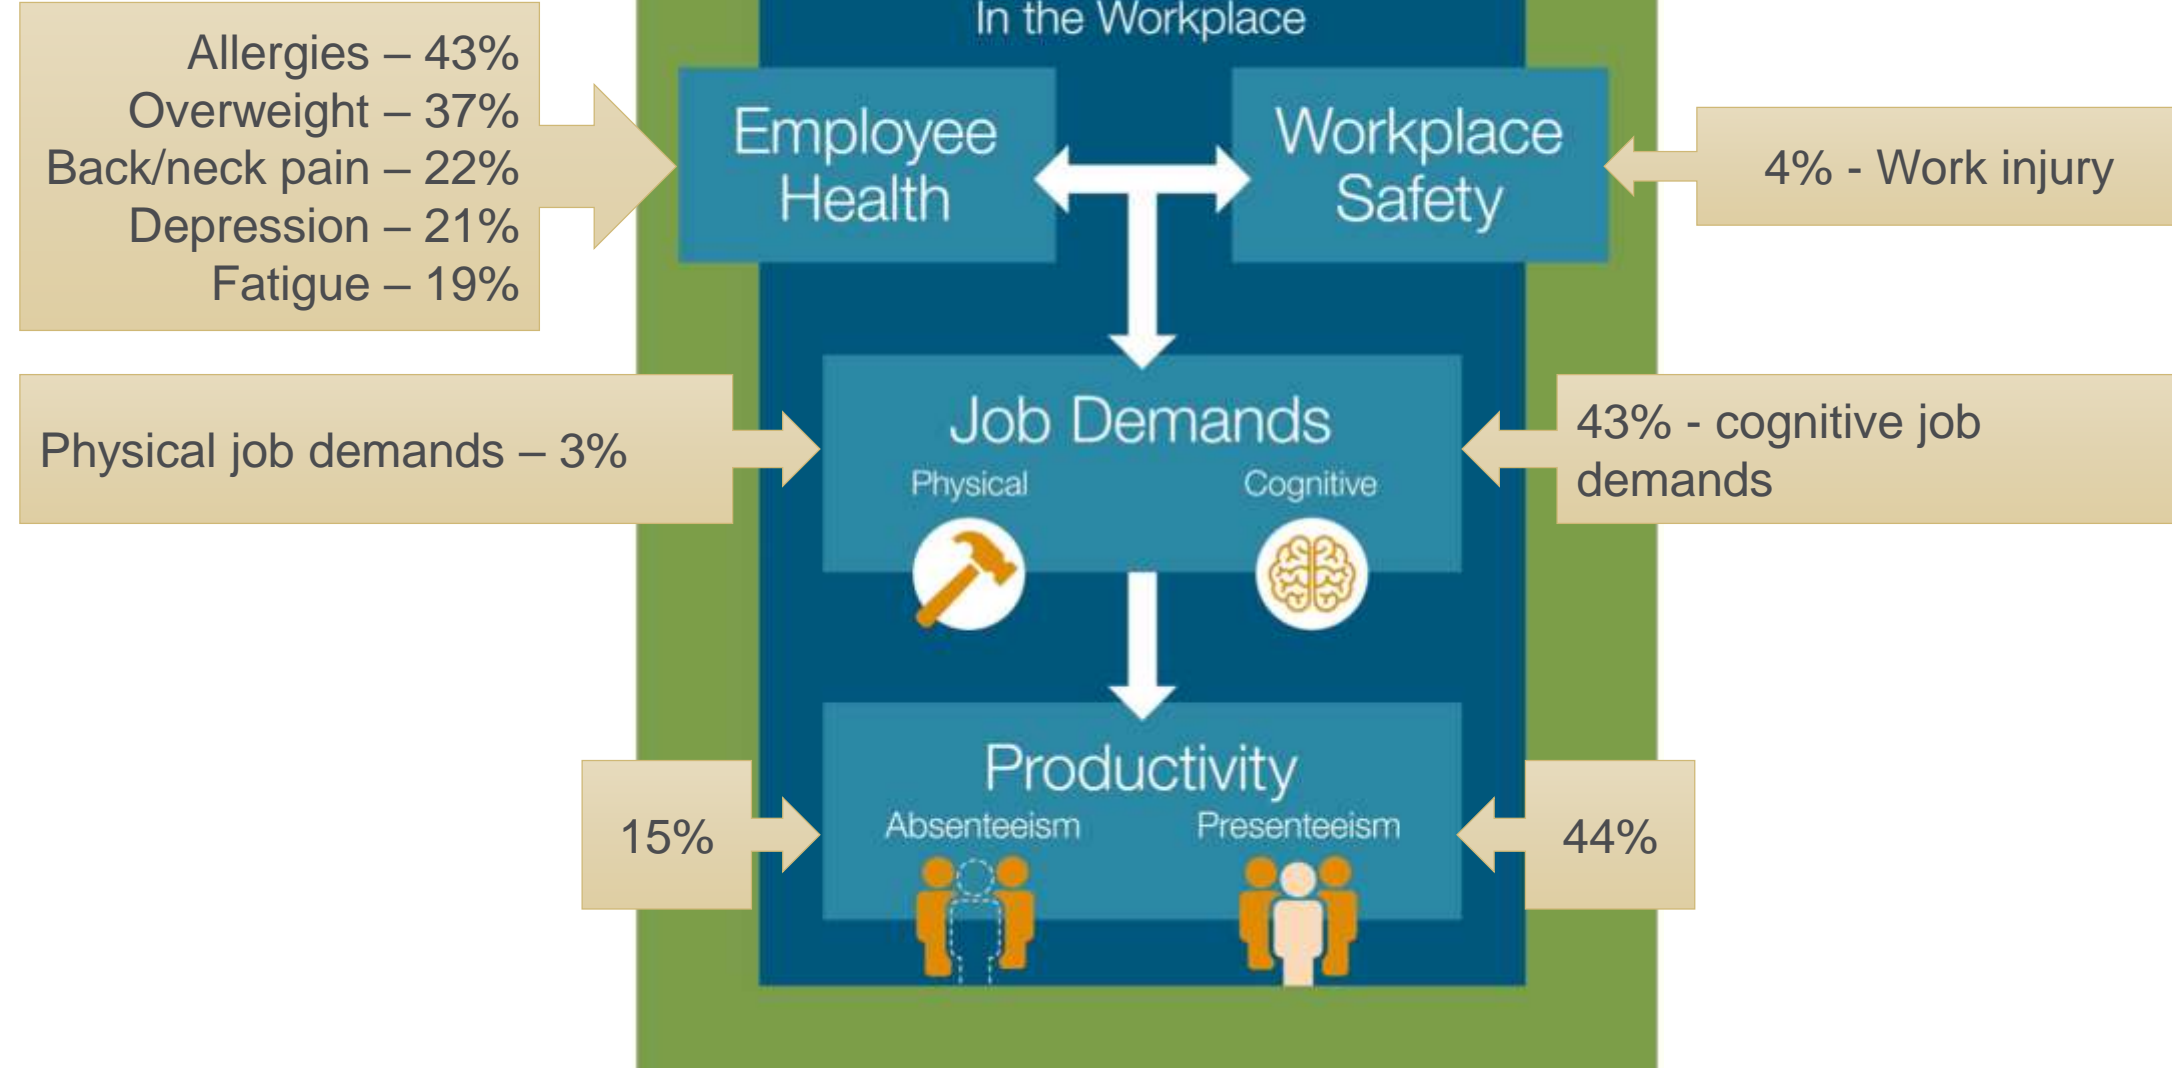 In the Workplace
Allergies – 43%
Overweight – 37%
Back/neck pain – 22%
Depression – 21%
Fatigue – 19%
Employee
Health
Workplace
Safety
4% - Work injury
Physical job demands – 3%
Job Demands
Physical
Cognitive
43% - cognitive job
demands
15%
Productivity
Absenteeism
Presenteeism
44%